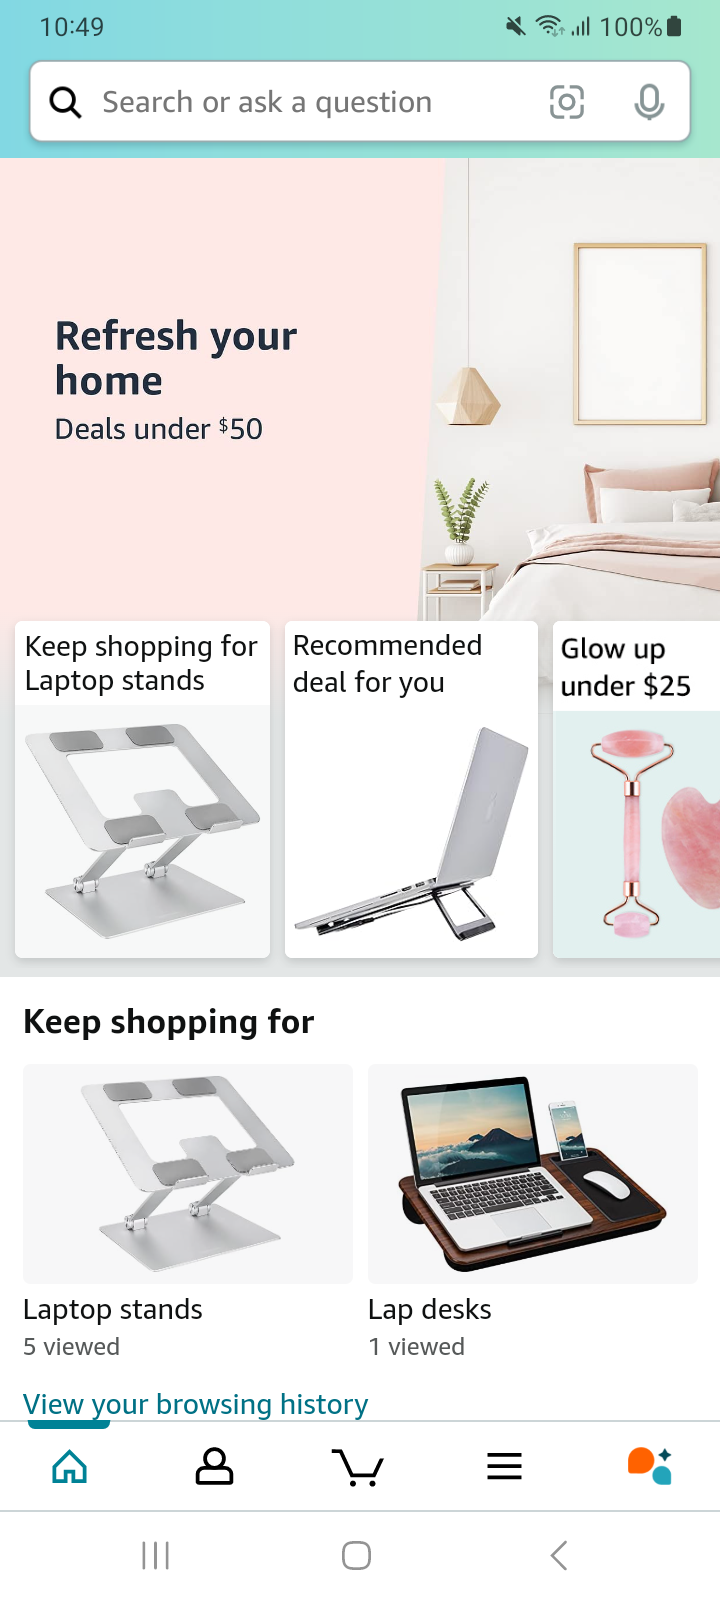 10:49
100%
Search or ask a question
Refresh your
home
Deals under $50
Keep shopping for
Laptop stands
Recommended
deal for you
Glow up
under $25
Keep shopping for
Laptop stands
5 viewed
Lap desks
1 viewed
View your browsing history